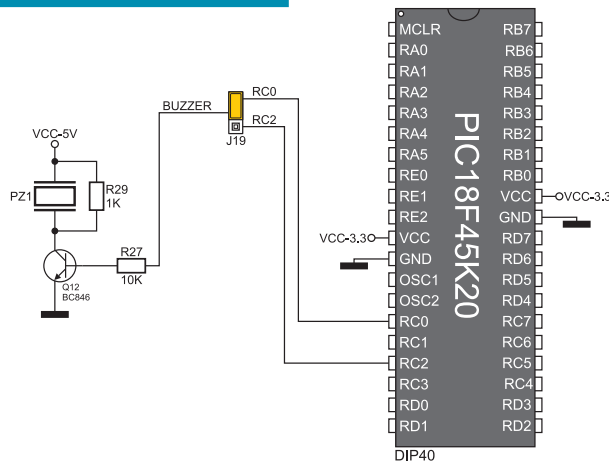 MCLR
RA0
RA1
RA2
RA3
RA4
RA5
RE0
RE1
RE2
VCC
GND
OSC1
OSC2
RC0
RC1
RC2
RC3
RD0
RD1
RB7
RB6
RB5
RB4
RB3
RB2
RB1
RB0
VCC
GND
RD7
RD6
RD5
RD4
RC7
RC6
RC5
RC4
RD3
RD2
PIC18F45K20
DIP40
VCC-3.3
VCC-3.3
RC0
RC2
J19
BUZZER
VCC-5V
PZ1
R29
1K
R27
10K
Q12
BC846